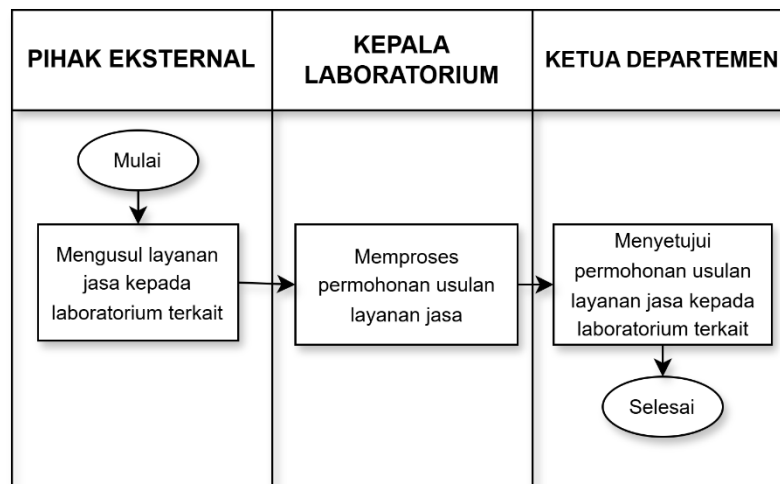 PIHAK EKSTERNAL
KEPALA
LABORATORIUM
KETUA DEPARTEMEN
Mulai
Mengusul layanan
jasa kepada
laboratorium terkait
Memproses
permohonan usulan
layanan jasa
Menyetujui
permohonan usulan
layanan jasa kepada
laboratorium terkait
Selesai